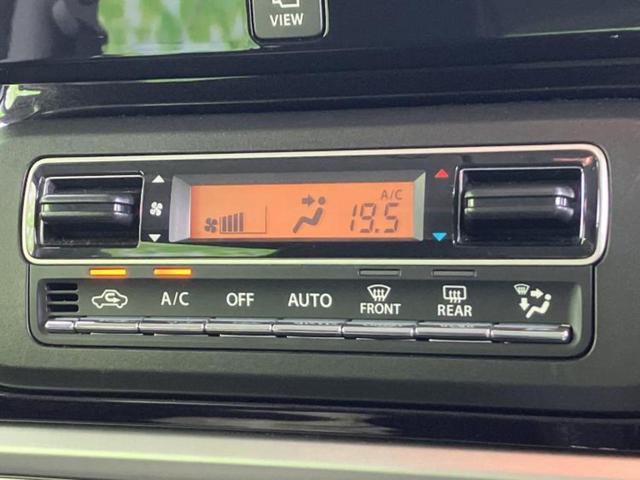 VIEW
A/C
19.5
A/C
OFF
AUTO
FRONT
REAR